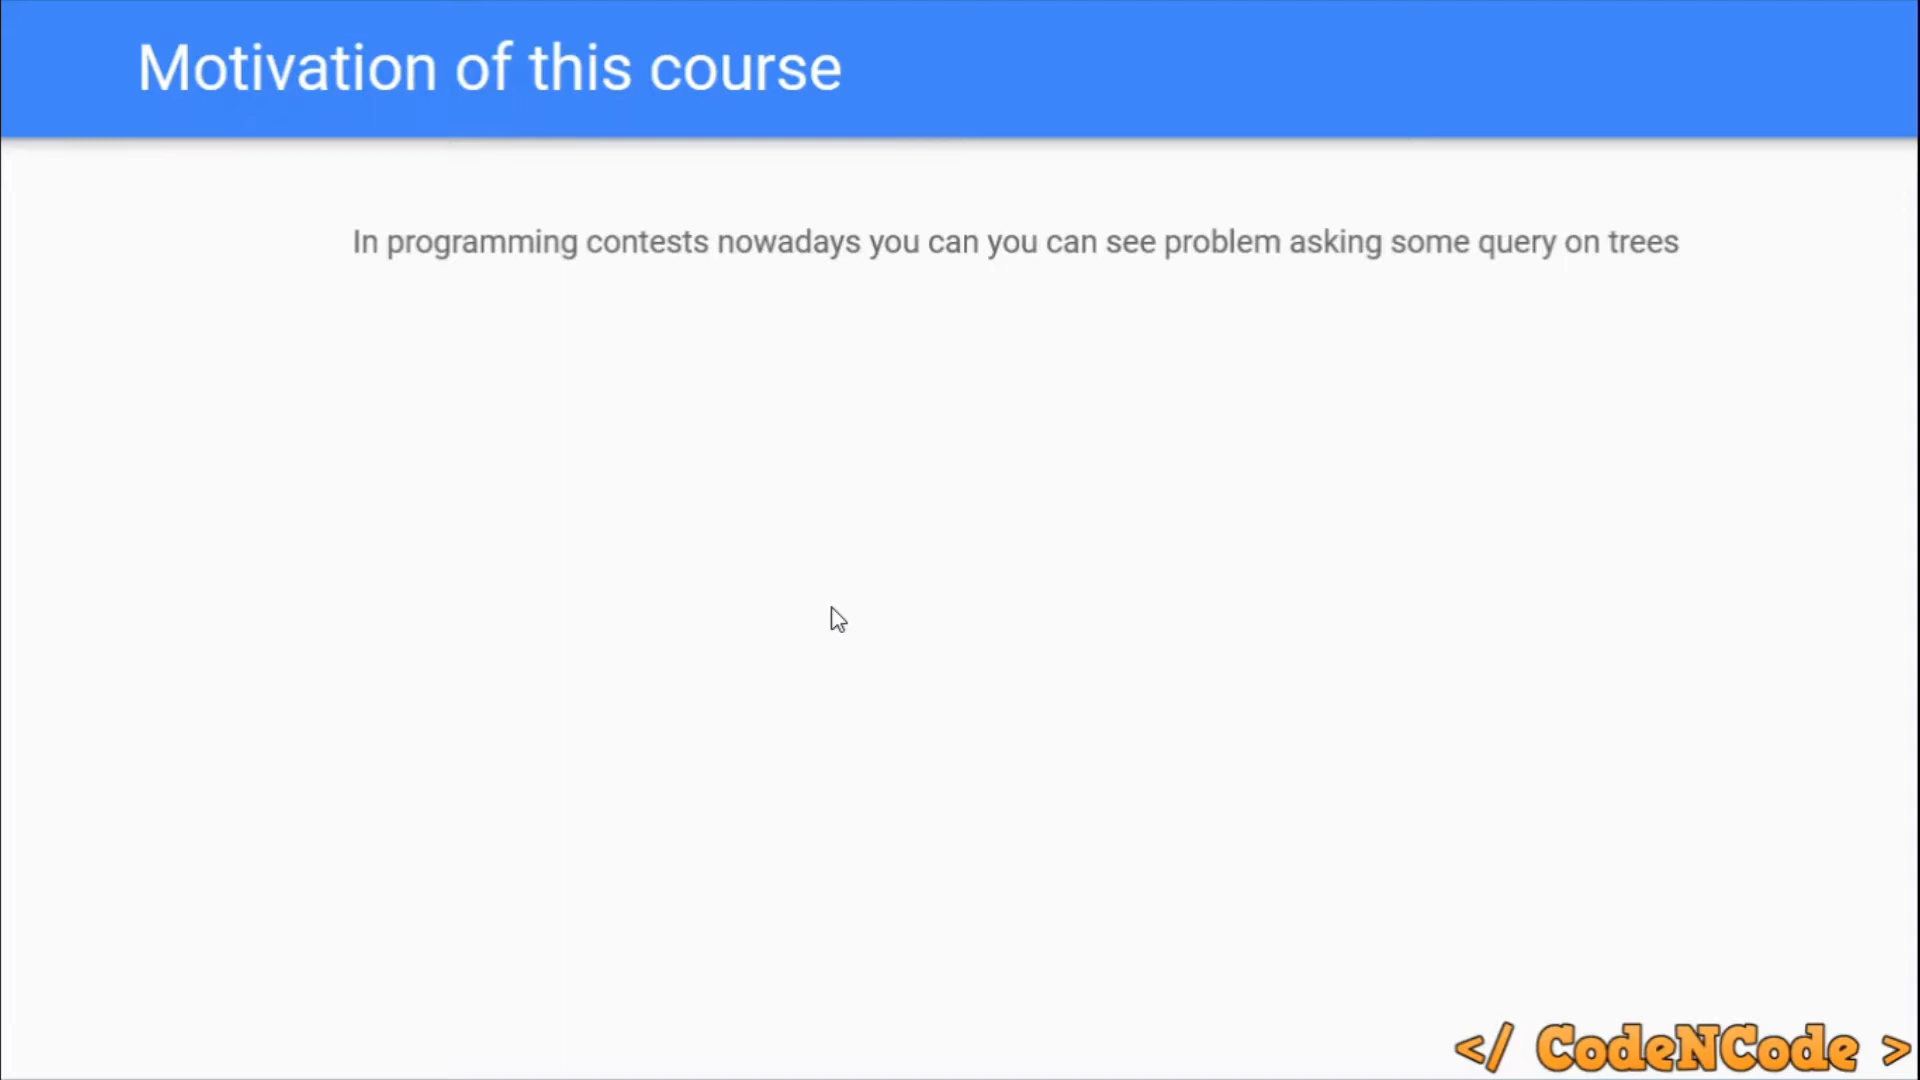 Motivation of this course
In programming contests nowadays you can you can see problem asking some query on trees
</ CodeNCode >